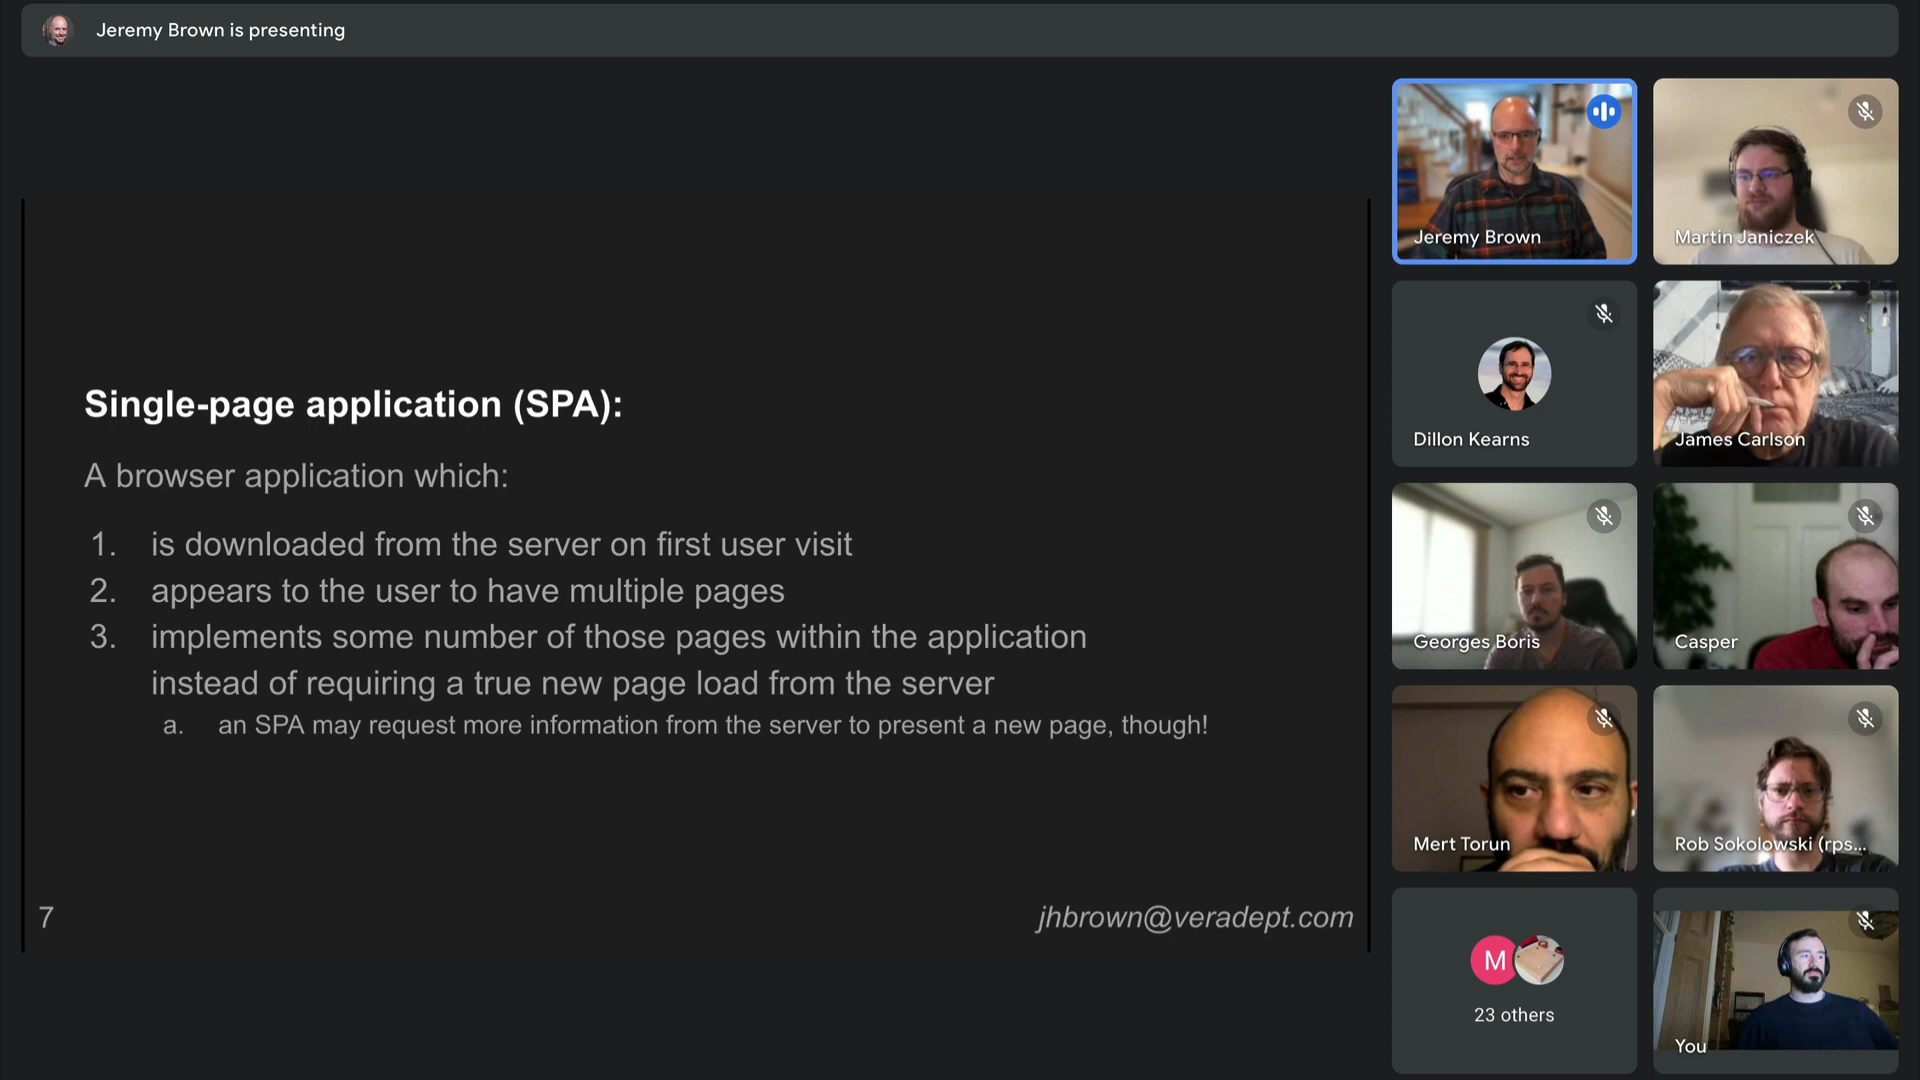 Jeremy Brown is presenting
Single-page application (SPA):
A browser application which:
1. is downloaded from the server on first user visit
2. appears to the user to have multiple pages
3. implements some number of those pages within the application
instead of requiring a true new page load from the server
a. an SPA may request more information from the server to present a new page, though!
7
jhbrown@veradept.com
Jeremy Brown
Martin Janiczek
Dillon Kearns
James Carlson
Georges Boris
Casper
Mert Torun
Rob Sokolowski (rps...
M
23 others
You